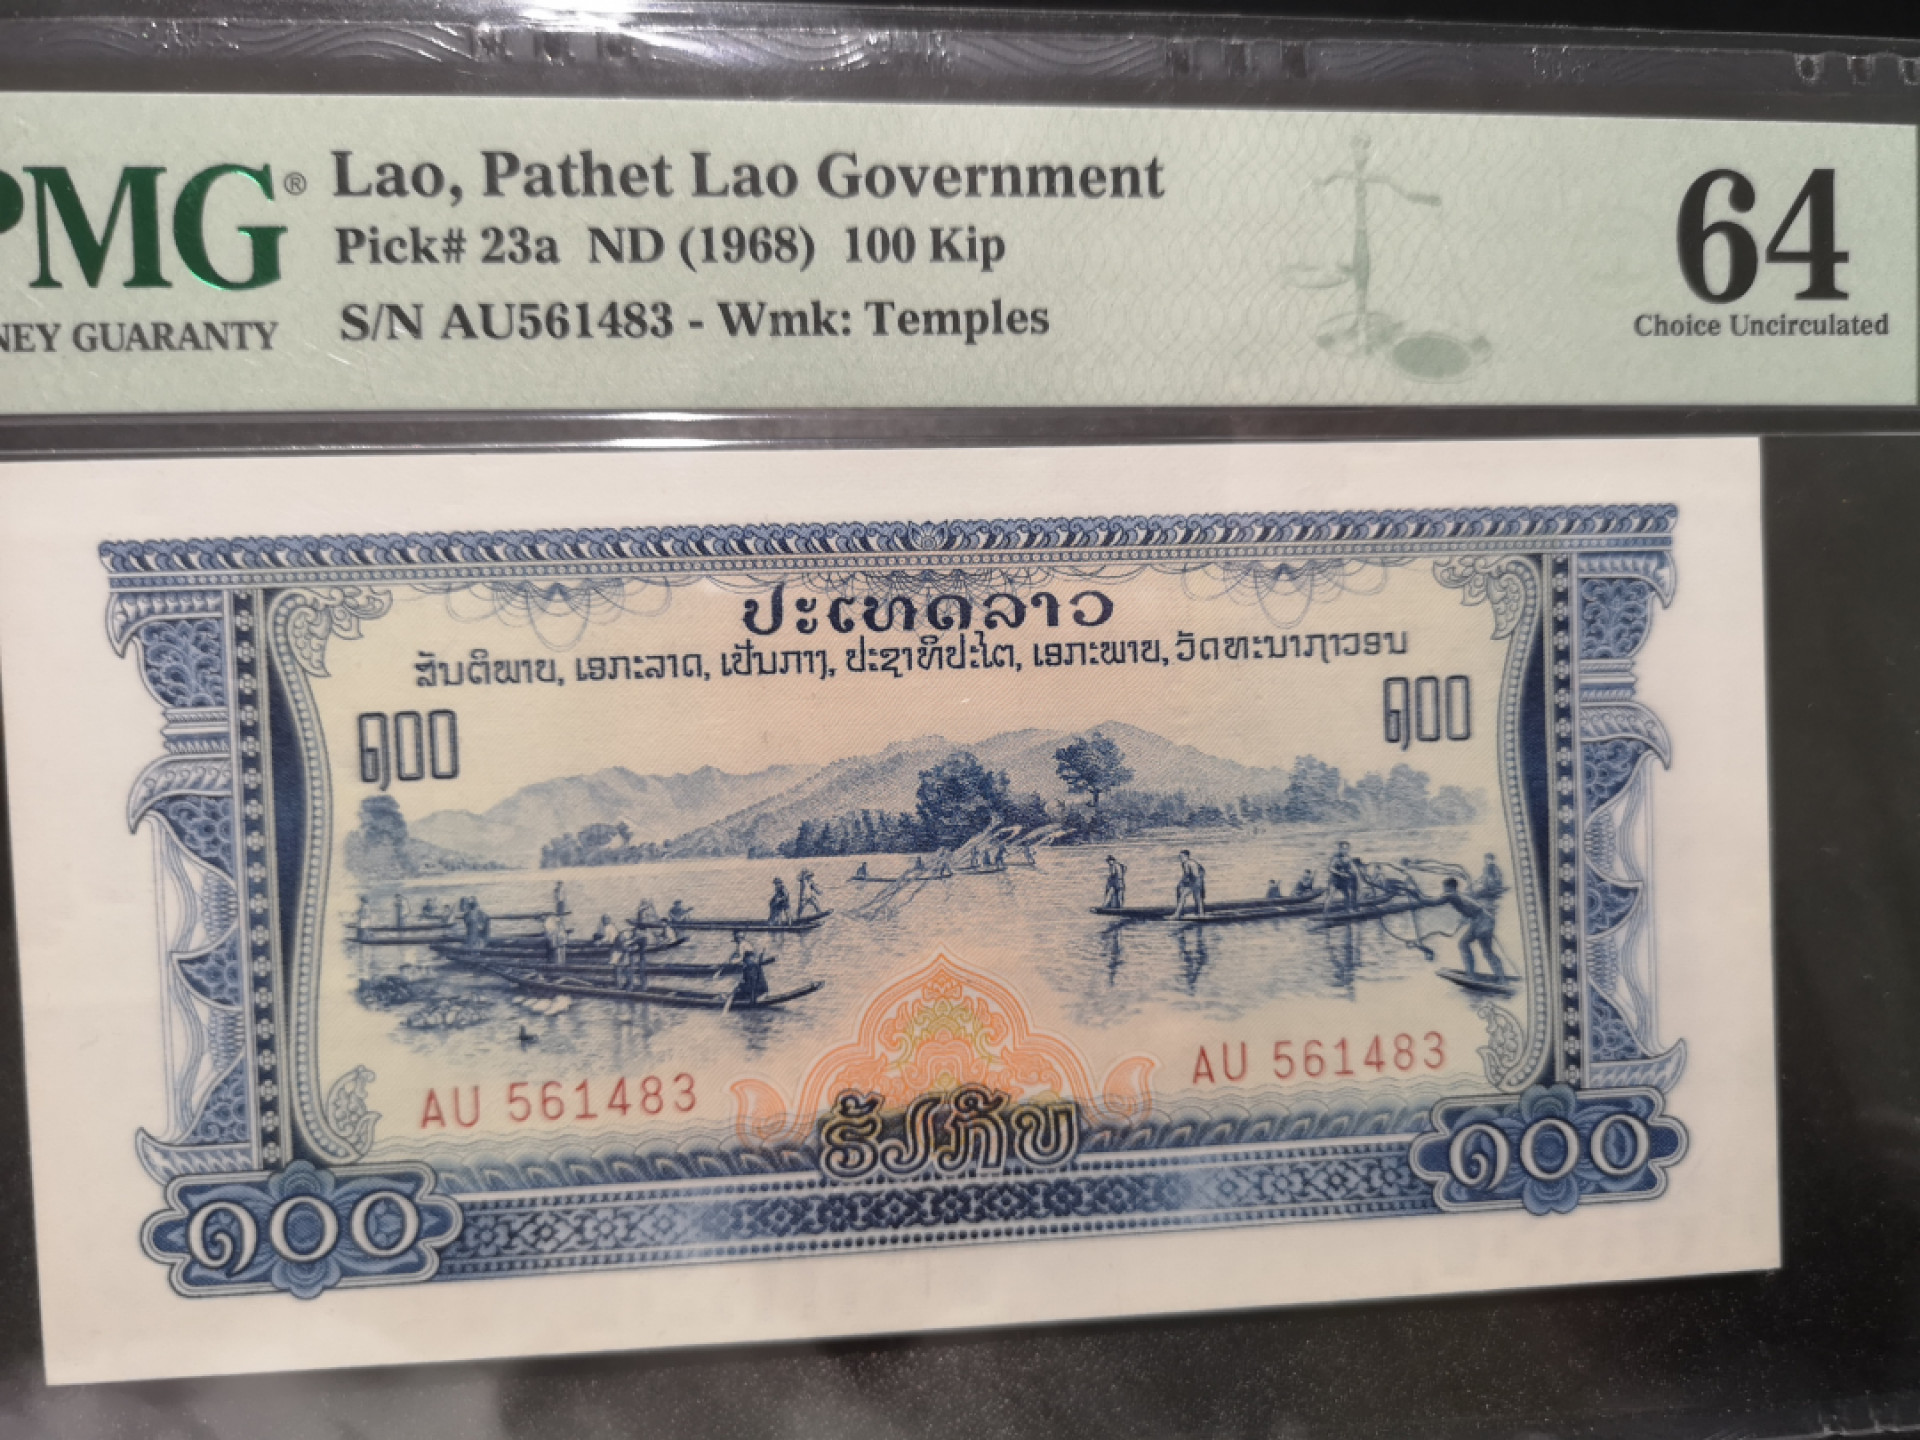 PMG® Lao, Pathet Lao Government
Pick# 23a ND (1968) 100 Kip
S/N AU561483 - Wmk: Temples
GUARANTY
64
Choice Uncirculated
ປະເທດລາວ
ສັນຕິພາບ, ເອກະລາດ, ເປັນກາງ, ປະຊາທິປະໄຕ, ເອກະພາບ, ວັດທະນາຖາວອນ
໑໐໐ ໑໐໐
AU 561483 AU 561483
ຮ້ອຍກີບ
໑໐໐ ໑໐໐